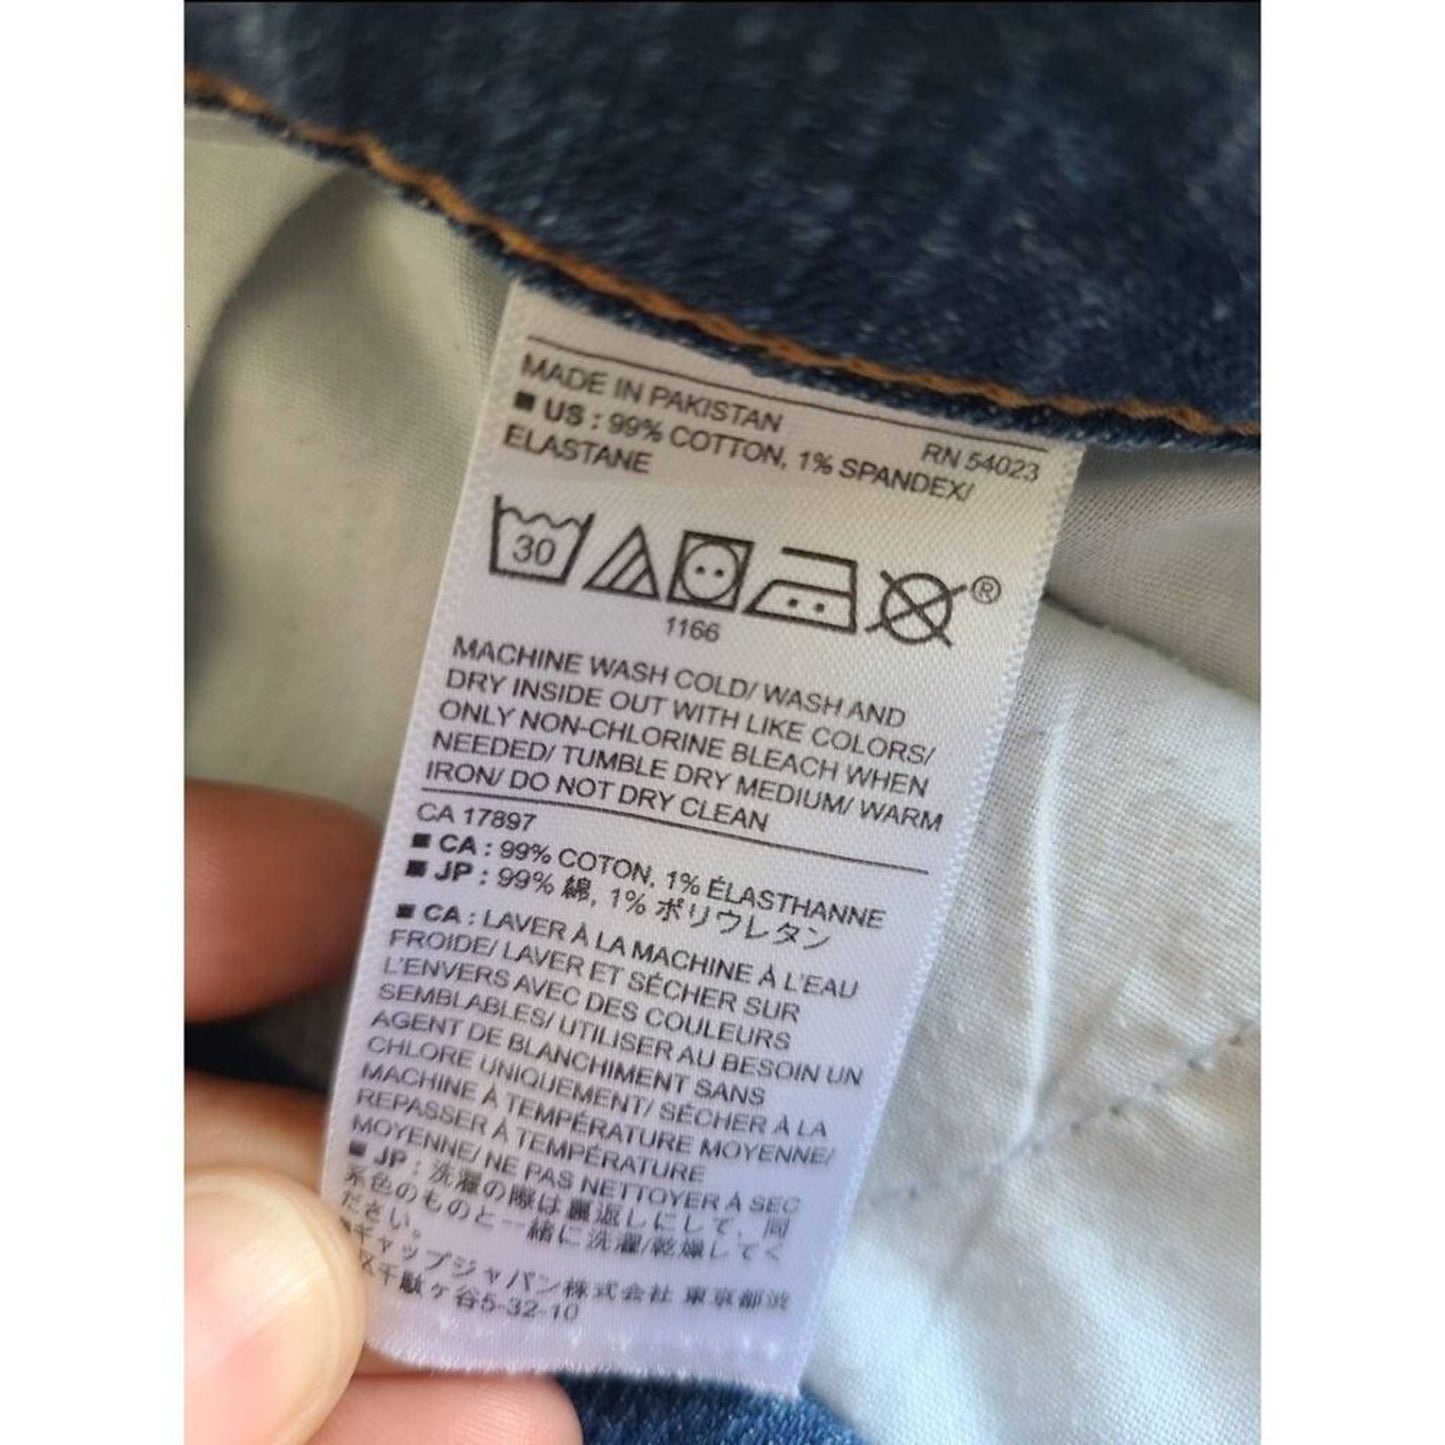 MADE IN PAKISTAN
RN 54023
■ US : 99% COTTON, 1% SPANDEX/
ELASTANE
30
®
1166
MACHINE WASH COLD/ WASH AND
DRY INSIDE OUT WITH LIKE COLORS/
ONLY NON-CHLORINE BLEACH WHEN
NEEDED/ TUMBLE DRY MEDIUM/ WARM
IRON/ DO NOT DRY CLEAN
CA 17897
■ CA : 99% COTON, 1% ÉLASTHANNE
■ JP : 99% 綿, 1% ポリウレタン
■ CA : LAVER À LA MACHINE À L'EAU
FROIDE/ LAVER ET SÉCHER SUR
L'ENVERS AVEC DES COULEURS
SEMBLABLES/ UTILISER AU BESOIN UN
AGENT DE BLANCHIMENT SANS
CHLORE UNIQUEMENT/ SÉCHER À LA
MACHINE À TEMPÉRATURE MOYENNE/
REPASSER À TEMPÉRATURE
MOYENNE/ NE PAS NETTOYER À SEC
■ JP : 洗濯の際は裏返しにして、同
系色のものと一緒に洗濯/乾燥してく
ださい。
■ギャップジャパン株式会社 東京都渋
区千駄ヶ谷5-32-10